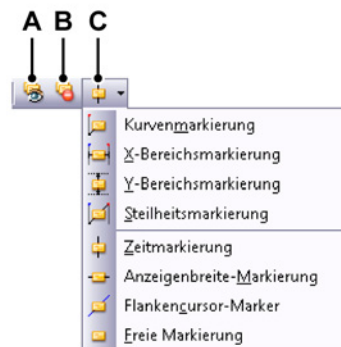 A B C
Kurvenmarkierung
X-Bereichsmarkierung
Y-Bereichsmarkierung
Steilheitsmarkierung
Zeitmarkierung
Anzeigenbreite-Markierung
Flankencursor-Marker
Freie Markierung